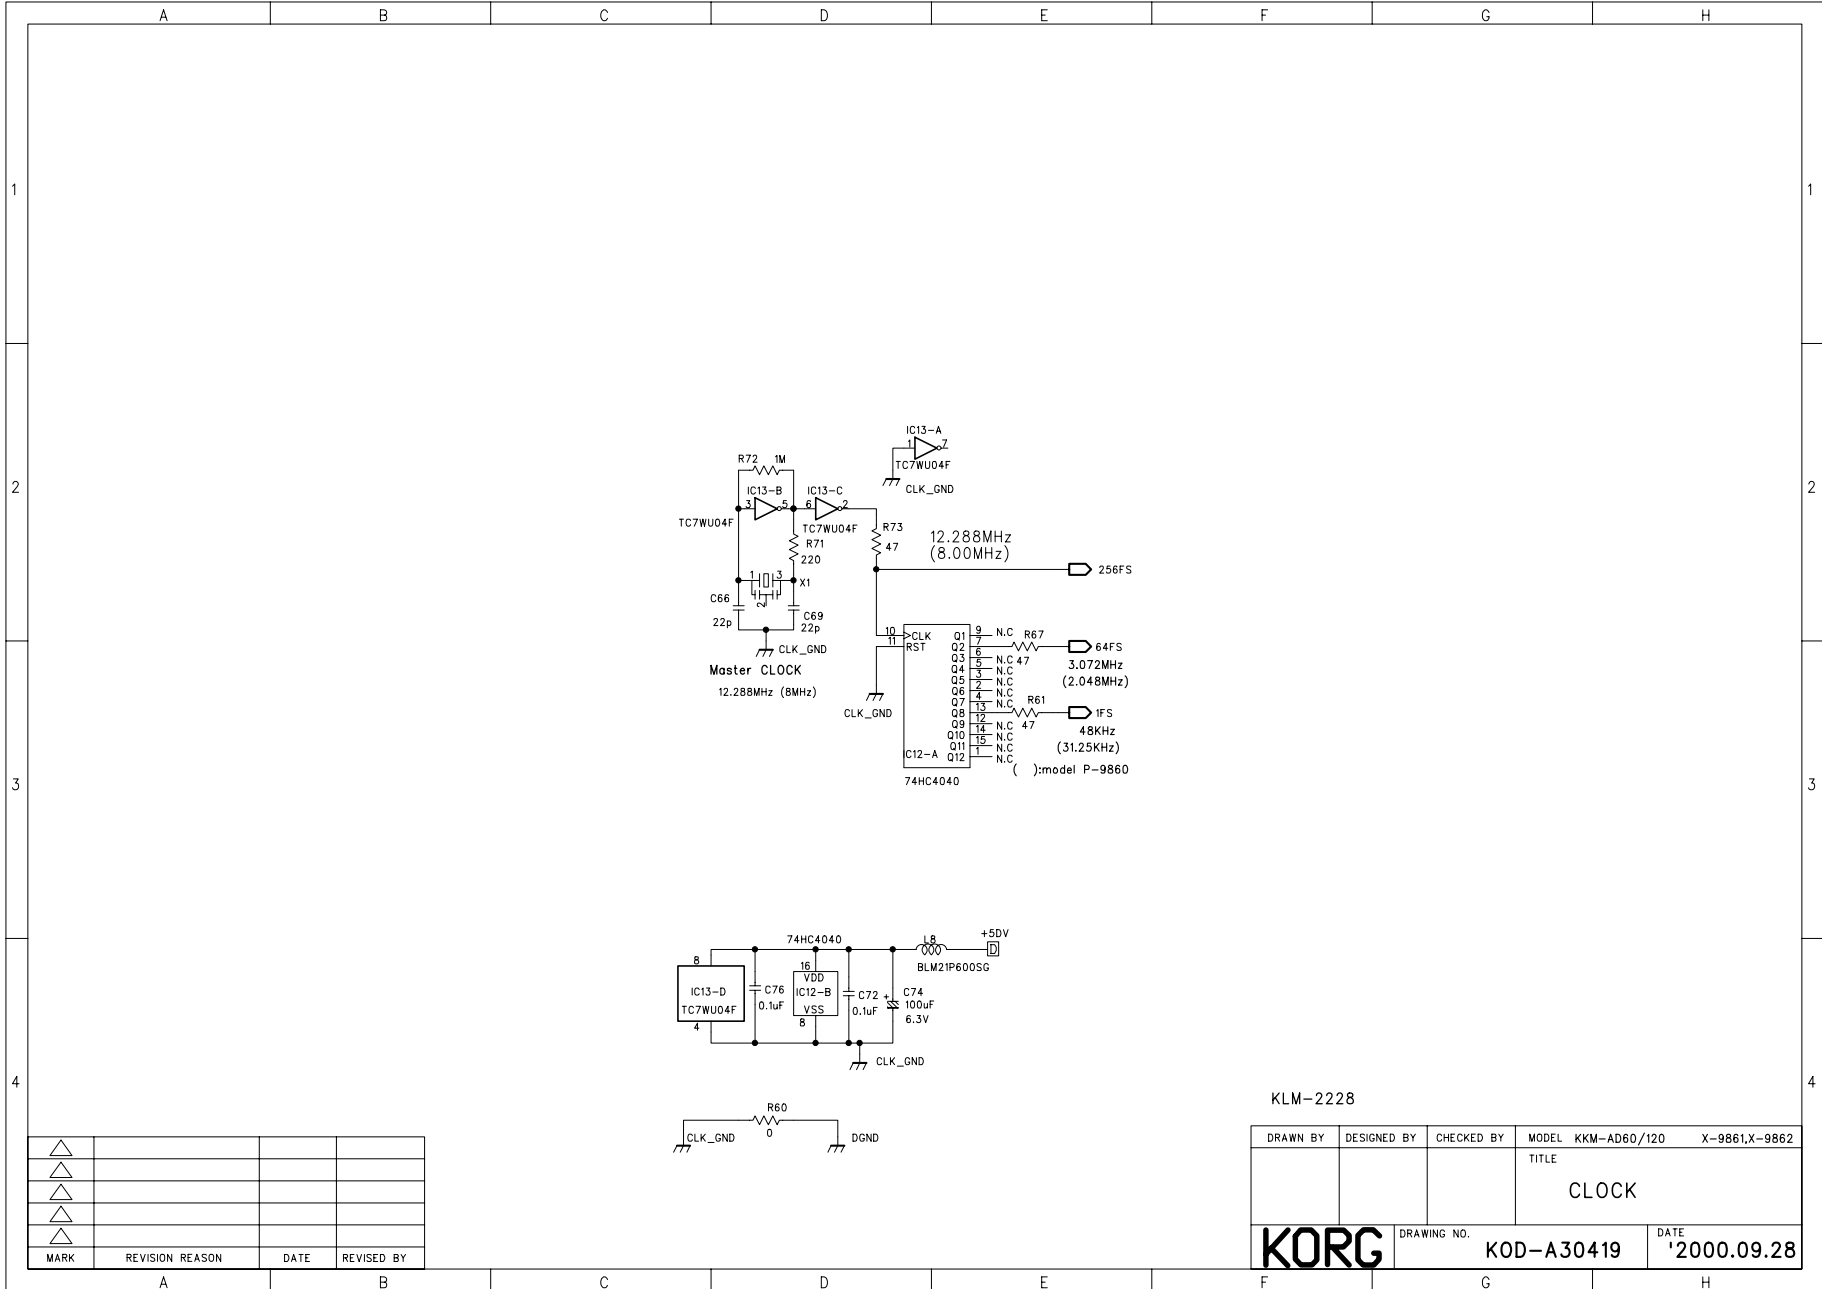 A B C D E F G H
1 1
IC13-A
1 7
TC7WU04F
CLK_GND
R72 1M
2 2
IC13-B IC13-C
3 5 6 2
TC7WU04F TC7WU04F
R73
47
R71
220
12.288MHz
(8.00MHz)
256FS
1 3
X1
2
C66
22p
C69
22p
CLK_GND
Master CLOCK
12.288MHz (8MHz)
10 >CLK Q1 9 N.C
11 RST Q2 7 R67 64FS
Q3 6 N.C 47
3.072MHz
Q4 5 N.C
(2.048MHz)
Q5 3 N.C
Q6 2 N.C
Q7 4 N.C
CLK_GND
Q8 13 R61 1FS
Q9 12 N.C 47
48KHz
Q10 14 N.C
(31.25KHz)
Q11 15 N.C
IC12-A Q12 1 N.C
( ):model P-9860
74HC4040
3 3
74HC4040 L8 +5DV
D
BLM21P600SG
8
IC13-D
TC7WU04F
4
C76
0.1uF
16
VDD
IC12-B
VSS
8
C72
0.1uF
+
C74
100uF
6.3V
CLK_GND
4 4
R60
0
CLK_GND DGND
KLM-2228
DRAWN BY DESIGNED BY CHECKED BY MODEL KKM-AD60/120 X-9861,X-9862
TITLE
CLOCK
KORG DRAWING NO. KOD-A30419 DATE '2000.09.28
MARK REVISION REASON DATE REVISED BY
A B C D E F G H